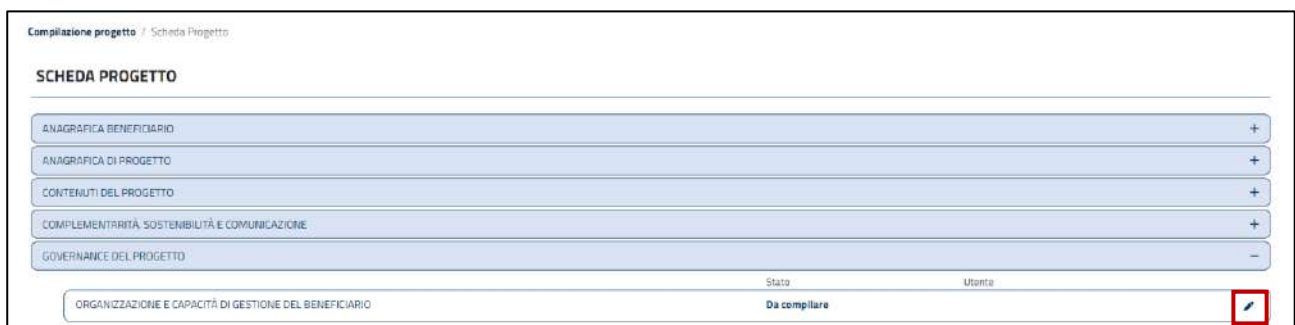 Compilazione progetto / Scheda Progetto
SCHEDA PROGETTO
ANAGRAFICA BENEFICIARIO +
ANAGRAFICA DI PROGETTO +
CONTENUTI DEL PROGETTO +
COMPLEMENTARITÀ, SOSTENIBILITÀ E COMUNICAZIONE +
GOVERNANCE DEL PROGETTO −
Stato Utente
ORGANIZZAZIONE E CAPACITÀ DI GESTIONE DEL BENEFICIARIO Da compilare